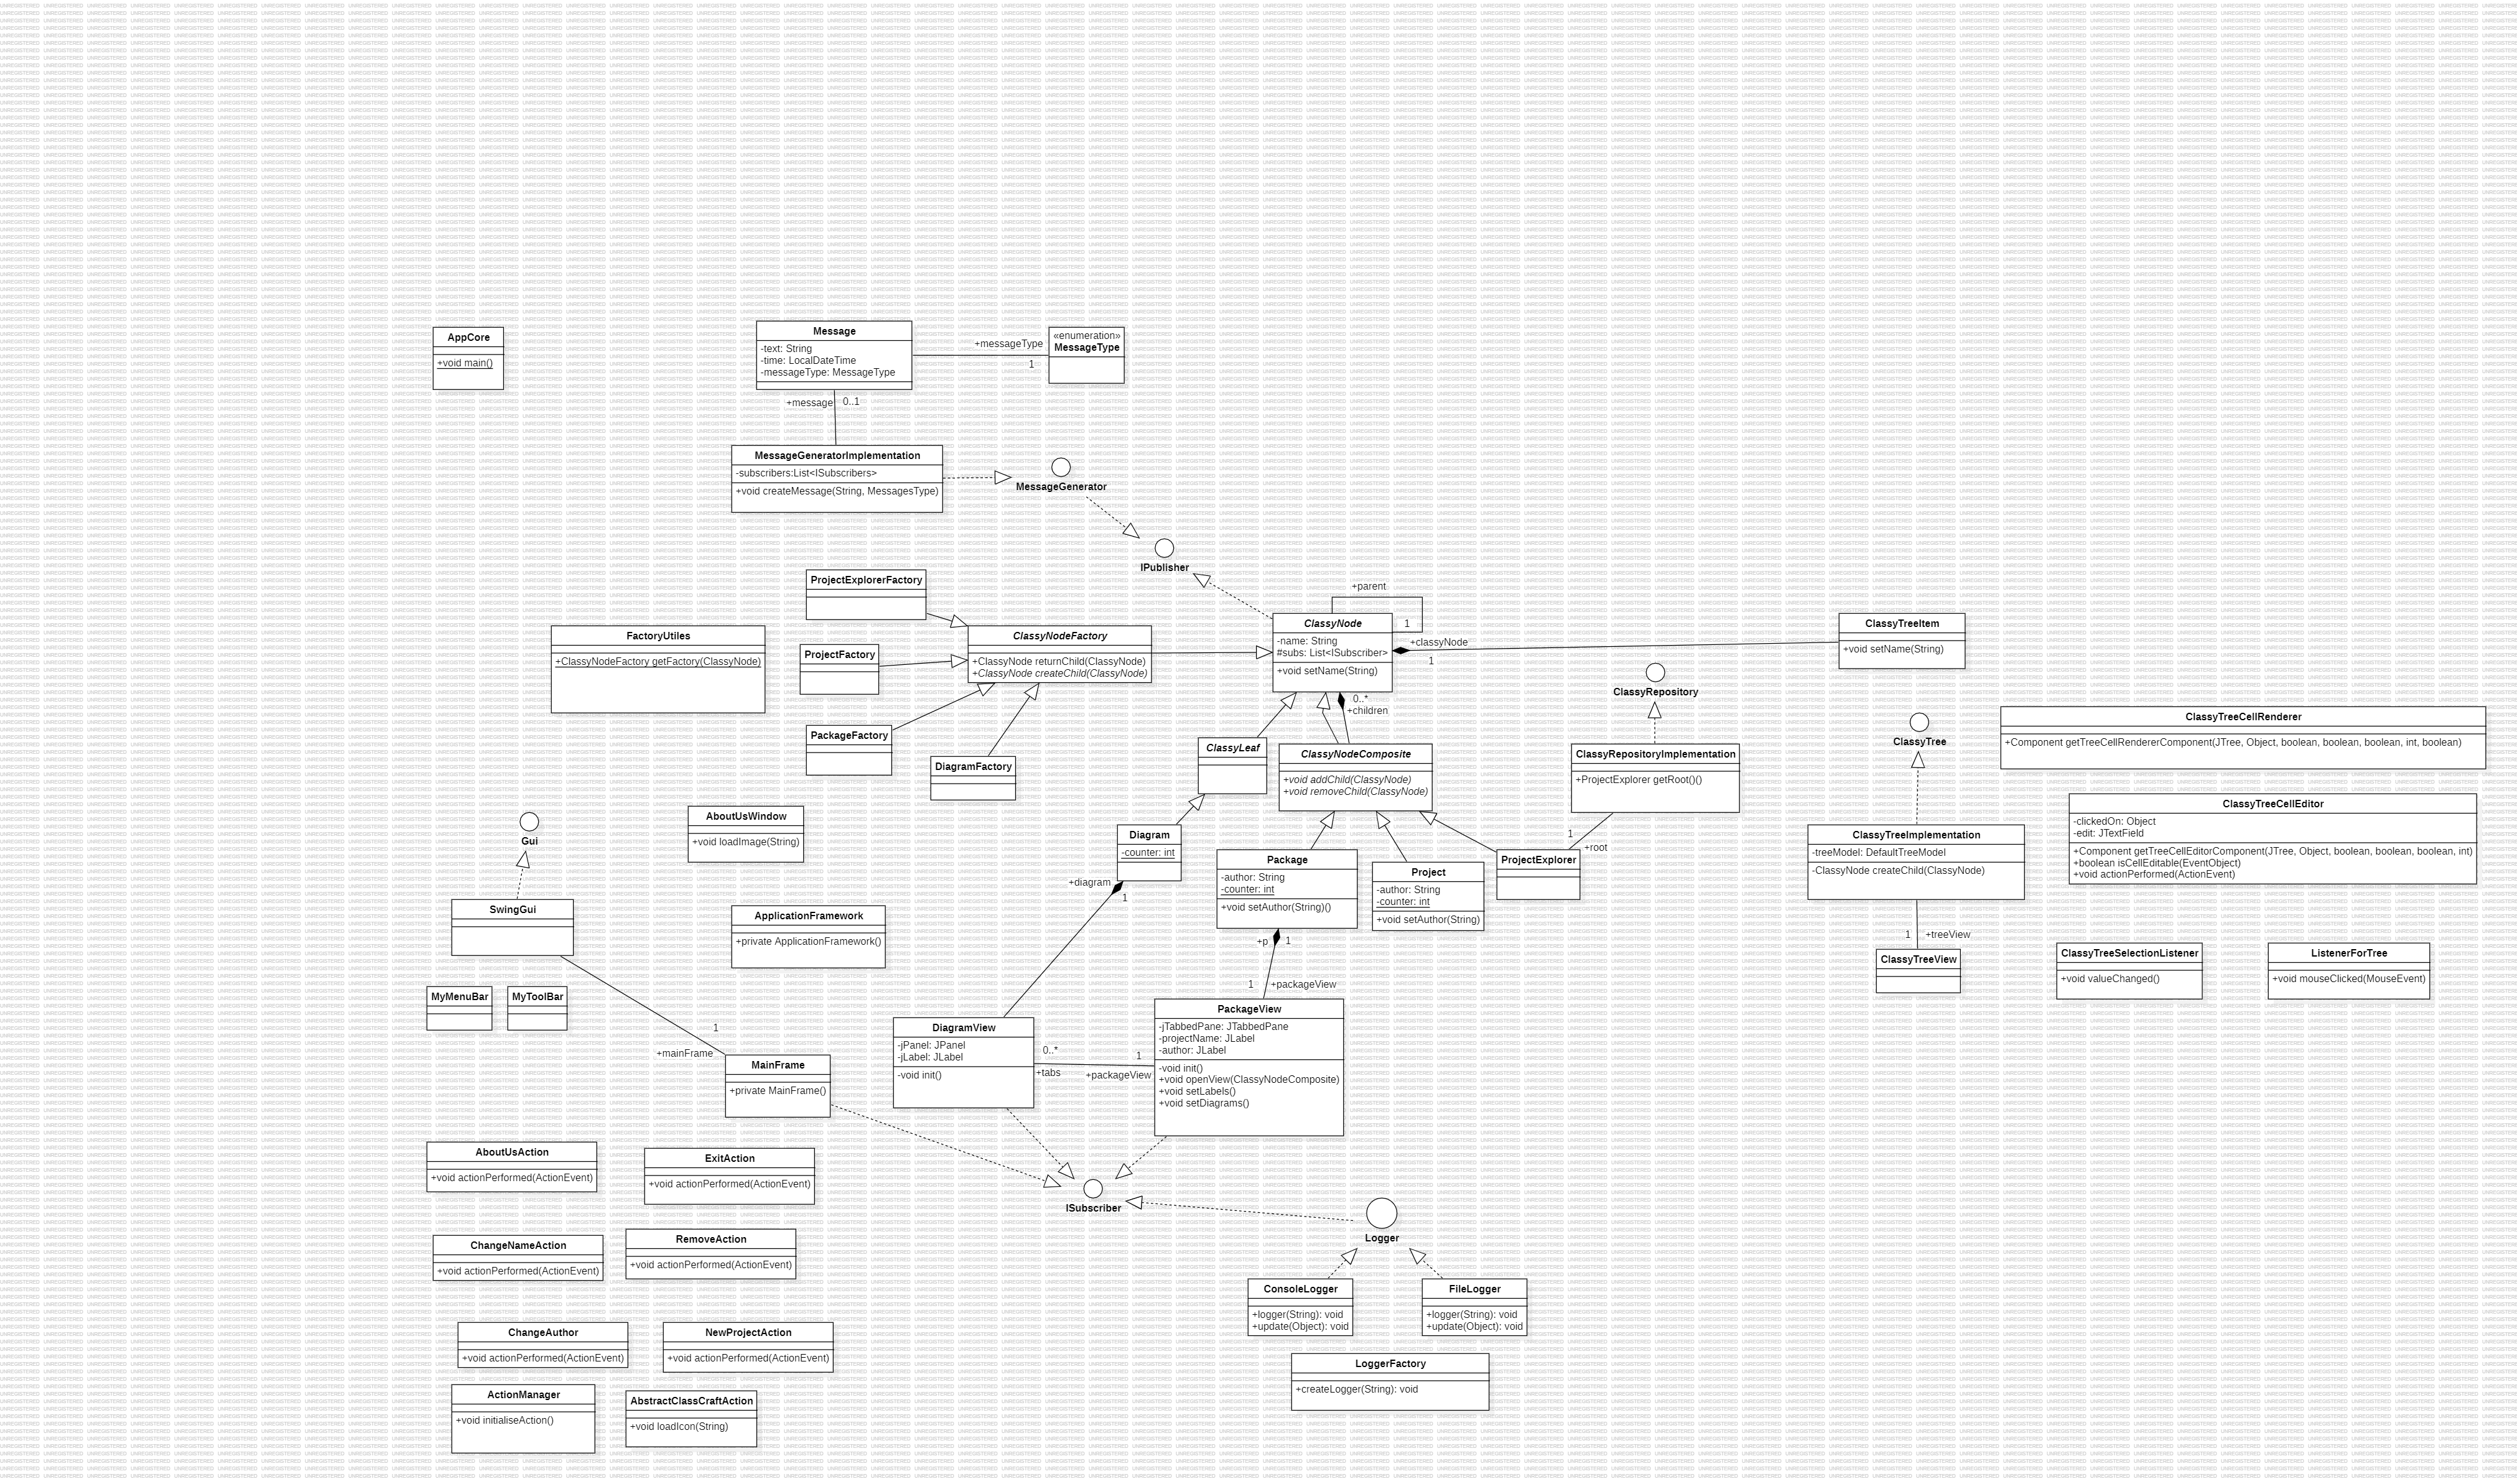 AppCore
+void main()
Message
-text: String
-time: LocalDateTime
-messageType: MessageType
+messageType
1
«enumeration»
MessageType
+message
0..1
MessageGeneratorImplementation
-subscribers:List<ISubscribers>
+void createMessage(String, MessagesType)
MessageGenerator
IPublisher
ProjectExplorerFactory
FactoryUtiles
+ClassyNodeFactory getFactory(ClassyNode)
ProjectFactory
ClassyNodeFactory
+ClassyNode returnChild(ClassyNode)
+ClassyNode createChild(ClassyNode)
PackageFactory
DiagramFactory
+parent
1
ClassyNode
-name: String
#subs: List<ISubscriber>
+void setName(String)
+classyNode
1
ClassyTreeItem
+void setName(String)
0..*
+children
ClassyRepository
ClassyLeaf
ClassyNodeComposite
+void addChild(ClassyNode)
+void removeChild(ClassyNode)
ClassyRepositoryImplementation
+ProjectExplorer getRoot()()
1
+root
ClassyTree
ClassyTreeCellRenderer
+Component getTreeCellRendererComponent(JTree, Object, boolean, boolean, boolean, int, boolean)
ClassyTreeCellEditor
-clickedOn: Object
-edit: JTextField
+Component getTreeCellEditorComponent(JTree, Object, boolean, boolean, boolean, int)
+boolean isCellEditable(EventObject)
+void actionPerformed(ActionEvent)
ClassyTreeImplementation
-treeModel: DefaultTreeModel
-ClassyNode createChild(ClassyNode)
1
+treeView
ClassyTreeView
ClassyTreeSelectionListener
+void valueChanged()
ListenerForTree
+void mouseClicked(MouseEvent)
Gui
AboutUsWindow
+void loadImage(String)
Diagram
-counter: int
+diagram
1
Package
-author: String
-counter: int
+void setAuthor(String)()
Project
-author: String
-counter: int
+void setAuthor(String)
ProjectExplorer
SwingGui
ApplicationFramework
+private ApplicationFramework()
+p
1
1
+packageView
MyMenuBar
MyToolBar
1
+mainFrame
MainFrame
+private MainFrame()
DiagramView
-jPanel: JPanel
-jLabel: JLabel
-void init()
0..*
+tabs
1
+packageView
PackageView
-jTabbedPane: JTabbedPane
-projectName: JLabel
-author: JLabel
-void init()
+void openView(ClassyNodeComposite)
+void setLabels()
+void setDiagrams()
AboutUsAction
+void actionPerformed(ActionEvent)
ExitAction
+void actionPerformed(ActionEvent)
ISubscriber
Logger
ChangeNameAction
+void actionPerformed(ActionEvent)
RemoveAction
+void actionPerformed(ActionEvent)
ConsoleLogger
+logger(String): void
+update(Object): void
FileLogger
+logger(String): void
+update(Object): void
ChangeAuthor
+void actionPerformed(ActionEvent)
NewProjectAction
+void actionPerformed(ActionEvent)
LoggerFactory
+createLogger(String): void
ActionManager
+void initialiseAction()
AbstractClassCraftAction
+void loadIcon(String)